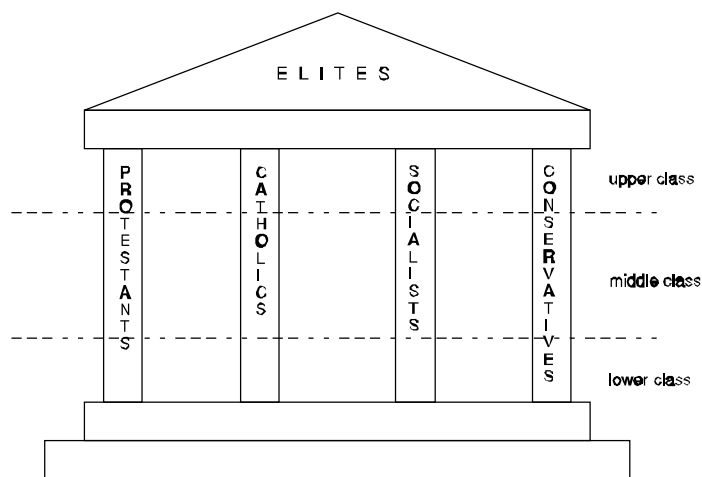 ELITES
PROTESTANTS
CATHOLICS
SOCIALISTS
CONSERVATIVES
upper class
middle class
lower class